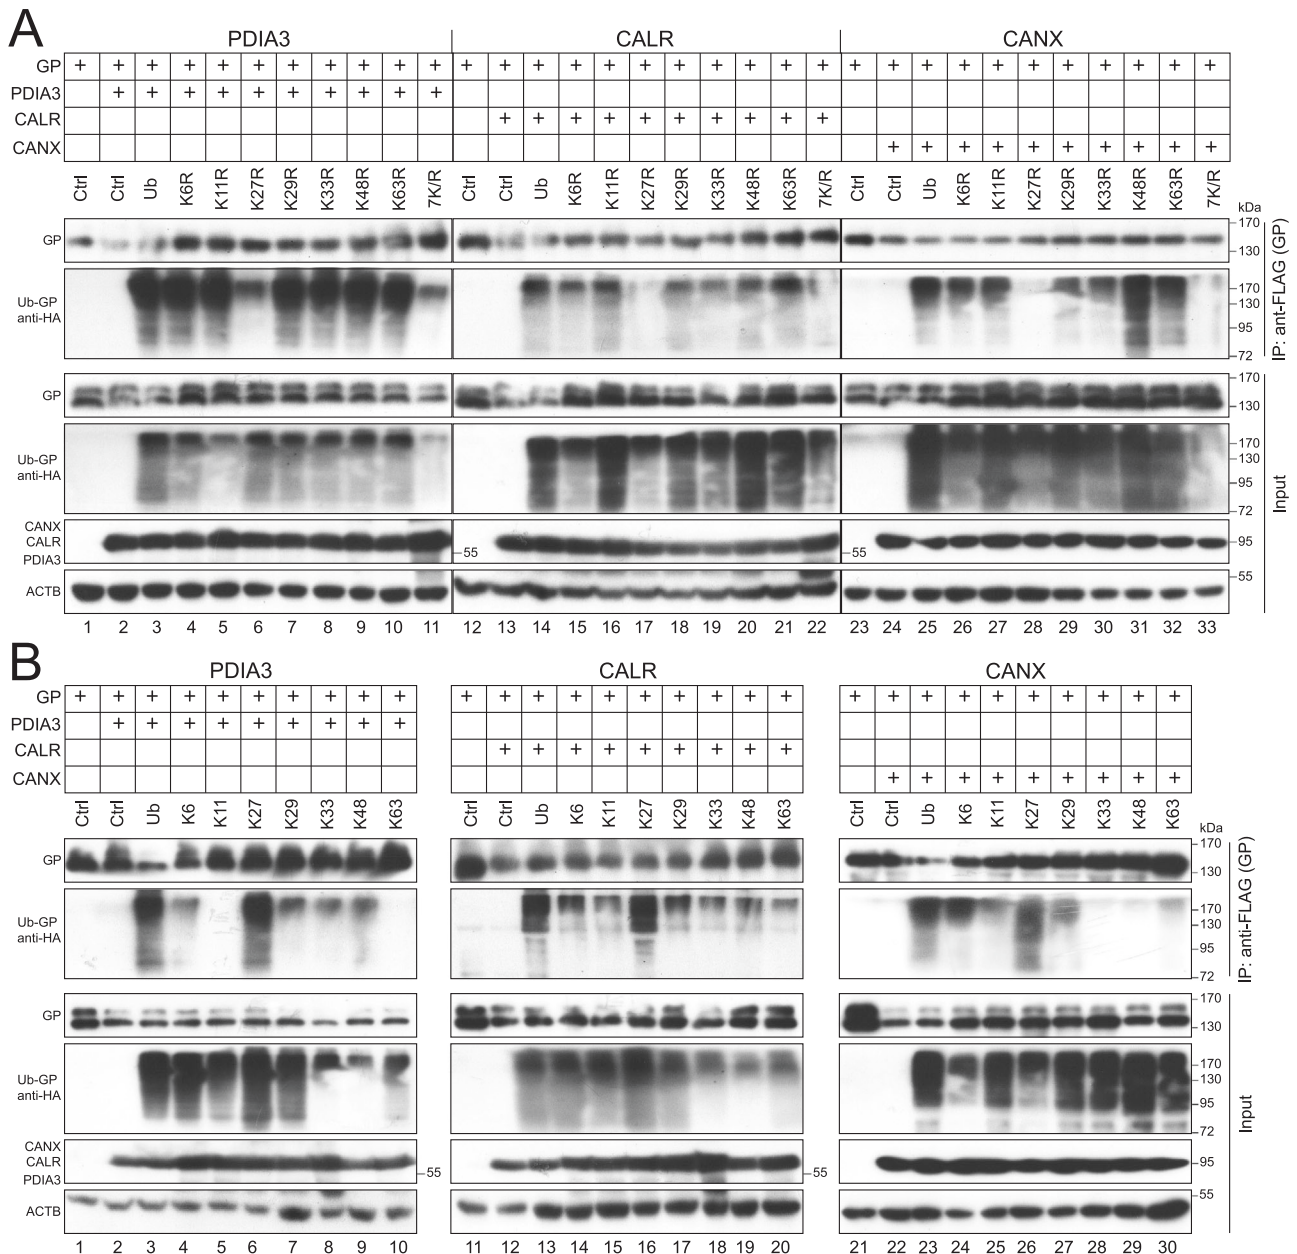 A
PDIA3 CALR CANX
GP + + + + + + + + + + + + + + + + + + + + + + + + + + + + + + + + +
PDIA3 + + + + + + + + + +
CALR + + + + + + + + + +
CANX + + + + + + + + + +
Ctrl Ctrl Ub K6R K11R K27R K29R K33R K48R K63R 7K/R Ctrl Ctrl Ub K6R K11R K27R K29R K33R K48R K63R 7K/R Ctrl Ctrl Ub K6R K11R K27R K29R K33R K48R K63R 7K/R
kDa
GP 170
130
Ub-GP
anti-HA
170
130
95
72
IP: ant-FLAG (GP)
GP 170
130
Ub-GP
anti-HA
170
130
95
72
CANX
CALR
PDIA3
55 55 95
ACTB 55
Input
1 2 3 4 5 6 7 8 9 10 11 12 13 14 15 16 17 18 19 20 21 22 23 24 25 26 27 28 29 30 31 32 33
B
PDIA3 CALR CANX
GP + + + + + + + + + + + + + + + + + + + + + + + + + + + + + +
PDIA3 + + + + + + + + +
CALR + + + + + + + + +
CANX + + + + + + + + +
Ctrl Ctrl Ub K6 K11 K27 K29 K33 K48 K63 Ctrl Ctrl Ub K6 K11 K27 K29 K33 K48 K63 Ctrl Ctrl Ub K6 K11 K27 K29 K33 K48 K63
kDa
GP 170
130
Ub-GP
anti-HA
170
130
95
72
IP: anti-FLAG (GP)
GP 170
130
Ub-GP
anti-HA
170
130
95
72
CANX
CALR
PDIA3
55 55 95
ACTB 55
Input
1 2 3 4 5 6 7 8 9 10 11 12 13 14 15 16 17 18 19 20 21 22 23 24 25 26 27 28 29 30